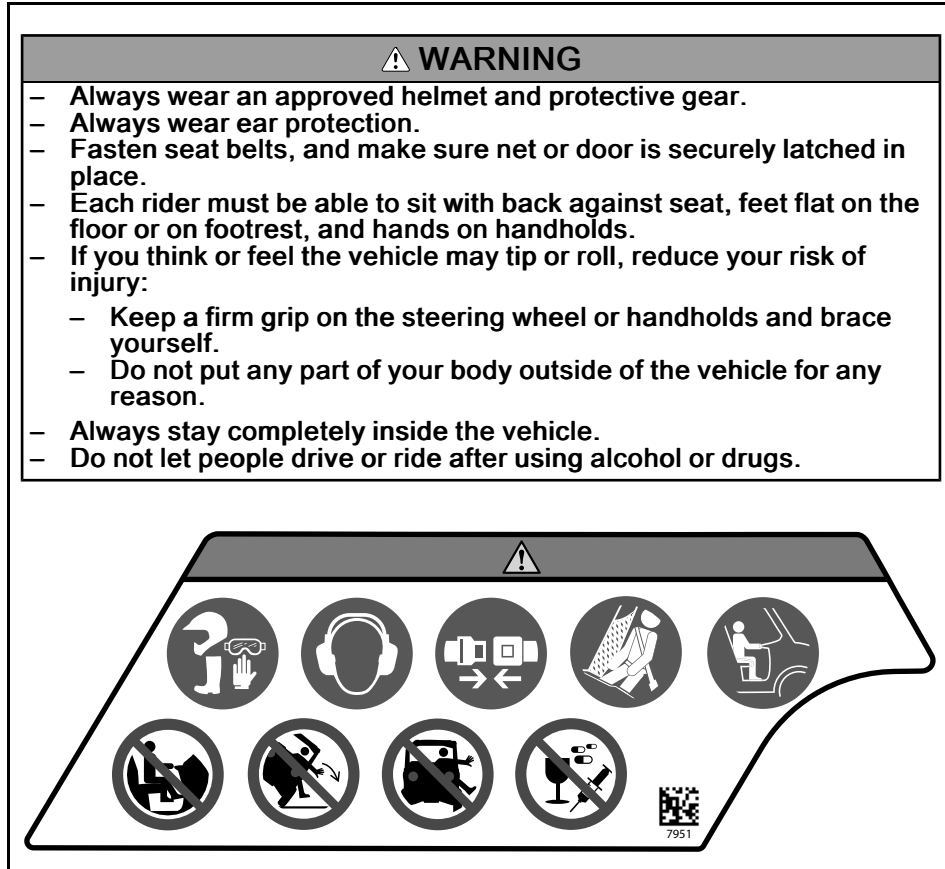 WARNING
– Always wear an approved helmet and protective gear.
– Always wear ear protection.
– Fasten seat belts, and make sure net or door is securely latched in
place.
– Each rider must be able to sit with back against seat, feet flat on the
floor or on footrest, and hands on handholds.
– If you think or feel the vehicle may tip or roll, reduce your risk of
injury:
– Keep a firm grip on the steering wheel or handholds and brace
yourself.
– Do not put any part of your body outside of the vehicle for any
reason.
– Always stay completely inside the vehicle.
– Do not let people drive or ride after using alcohol or drugs.
7951